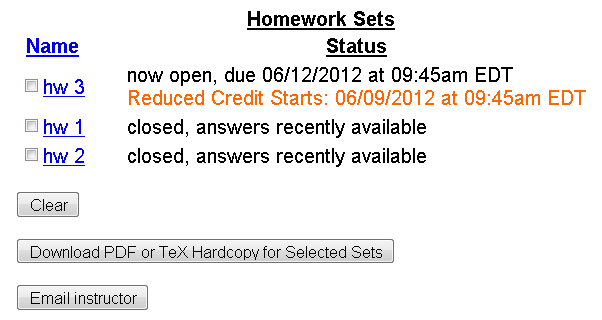 Homework Sets
Name Status
hw 3 now open, due 06/12/2012 at 09:45am EDT
Reduced Credit Starts: 06/09/2012 at 09:45am EDT
hw 1 closed, answers recently available
hw 2 closed, answers recently available
Clear
Download PDF or TeX Hardcopy for Selected Sets
Email instructor